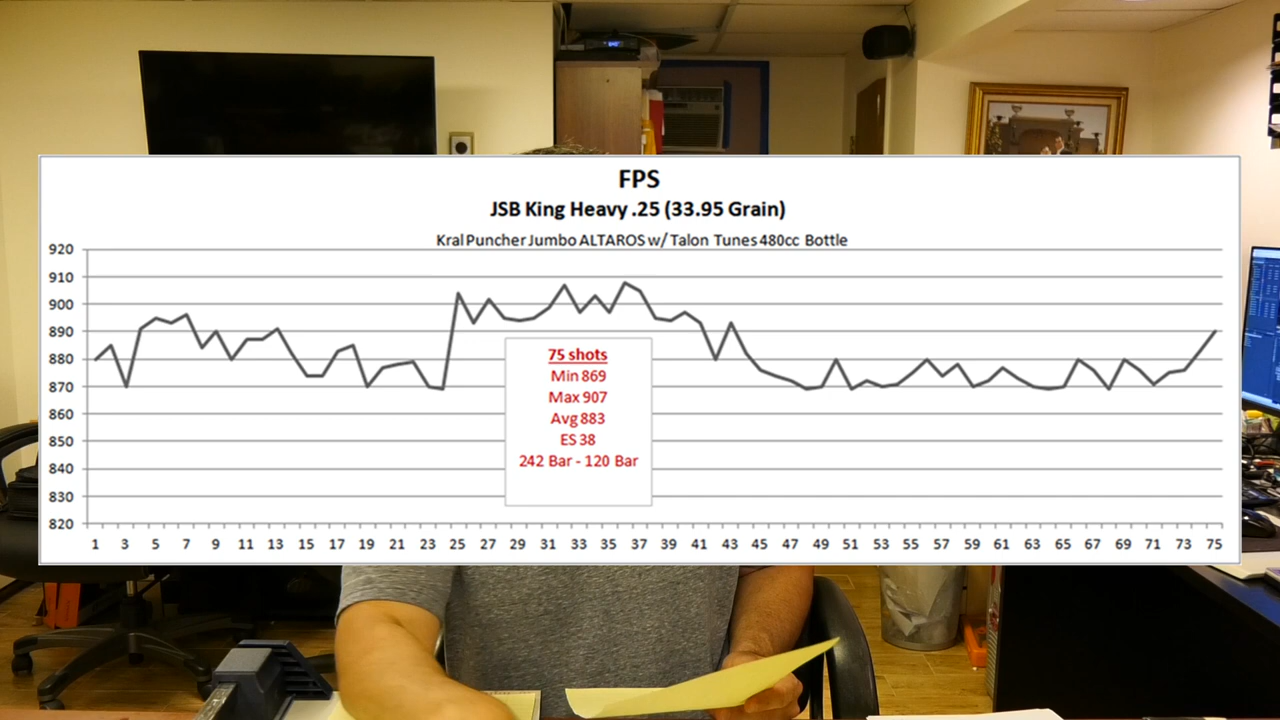 FPS
JSB King Heavy .25 (33.95 Grain)
Kral Puncher Jumbo ALTAROS w/ Talon Tunes 480cc Bottle
920
910
900
890
880
870
860
850
840
830
820
75 shots
Min 869
Max 907
Avg 883
ES 38
242 Bar - 120 Bar
1 3 5 7 9 11 13 15 17 19 21 23 25 27 29 31 33 35 37 39 41 43 45 47 49 51 53 55 57 59 61 63 65 67 69 71 73 75